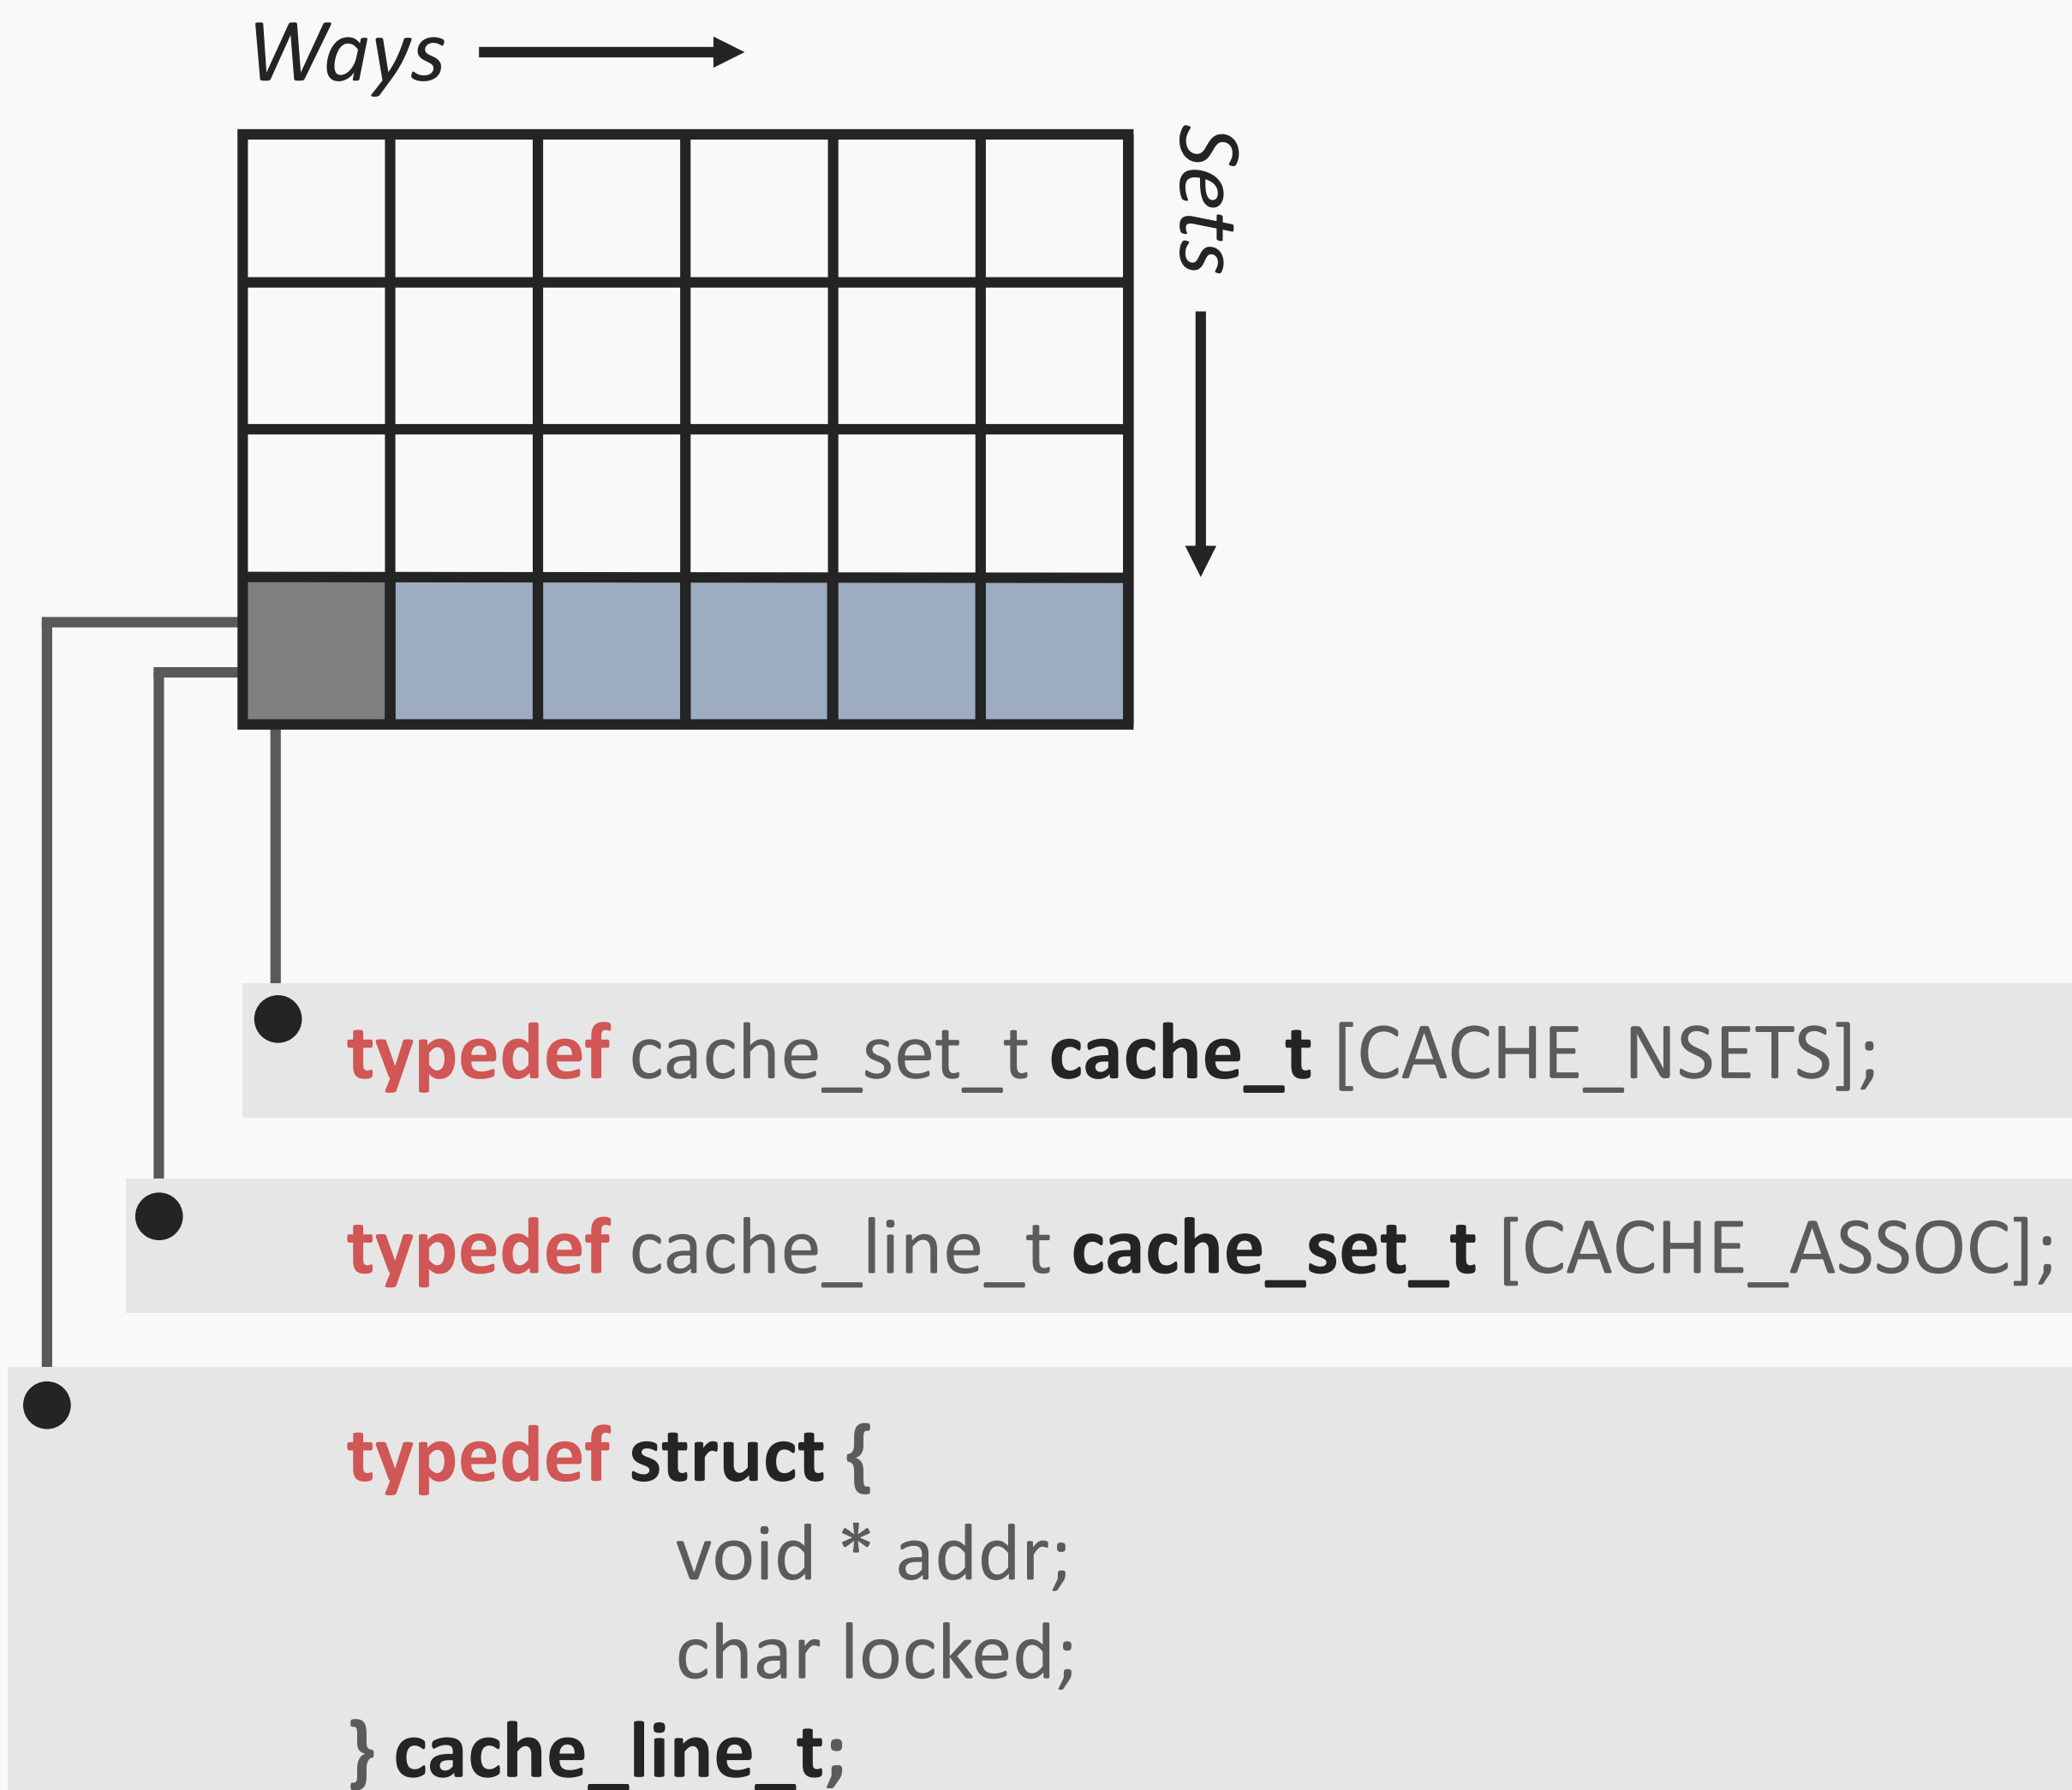 Ways
Sets
typedef cache_set_t cache_t [CACHE_NSETS];
typedef cache_line_t cache_set_t [CACHE_ASSOC];
typedef struct {
void * addr;
char locked;
} cache_line_t;